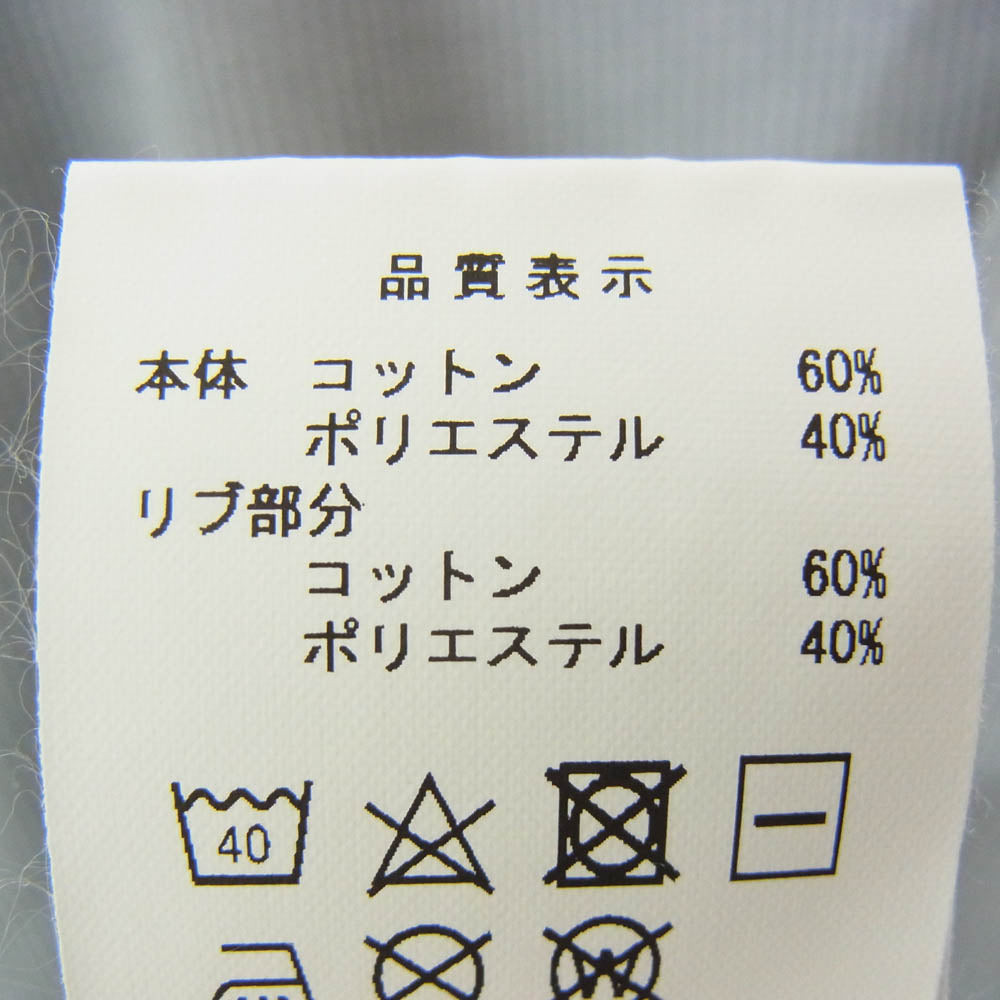 品質表示
本体 コットン 60%
ポリエステル 40%
リブ部分
コットン 60%
ポリエステル 40%
40
W